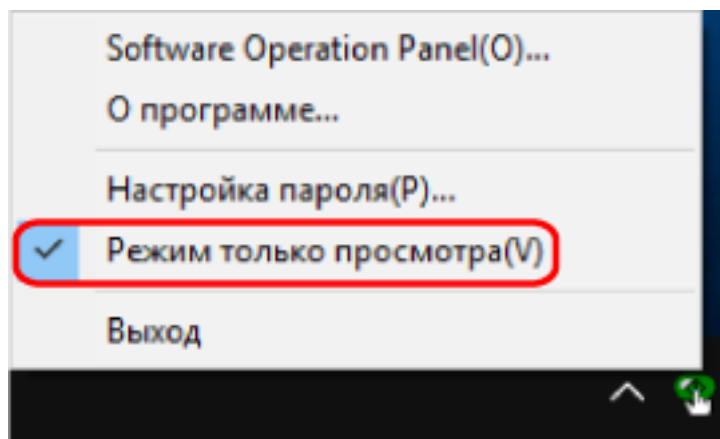 Software Operation Panel(O)...
О программе...
Настройка пароля(P)...
Режим только просмотра(V)
Выход